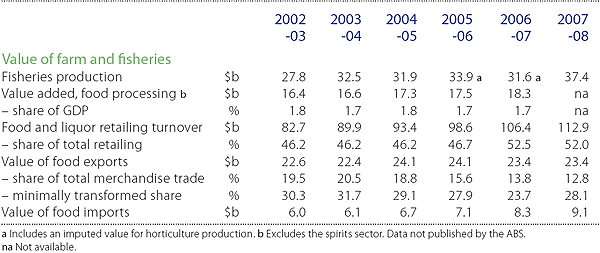 2002 2003 2004 2005 2006 2007
-03 -04 -05 -06 -07 -08
Value of farm and fisheries
Fisheries production $b 27.8 32.5 31.9 33.9 a 31.6 a 37.4
Value added, food processing b $b 16.4 16.6 17.3 17.5 18.3 na
– share of GDP % 1.8 1.7 1.8 1.7 1.7 na
Food and liquor retailing turnover $b 82.7 89.9 93.4 98.6 106.4 112.9
– share of total retailing % 46.2 46.2 46.2 46.7 52.5 52.0
Value of food exports $b 22.6 22.4 24.1 24.1 23.4 23.4
– share of total merchandise trade % 19.5 20.5 18.8 15.6 13.8 12.8
– minimally transformed share % 30.3 31.7 29.1 27.9 23.7 28.1
Value of food imports $b 6.0 6.1 6.7 7.1 8.3 9.1
a Includes an imputed value for horticulture production. b Excludes the spirits sector. Data not published by the ABS.
na Not available.